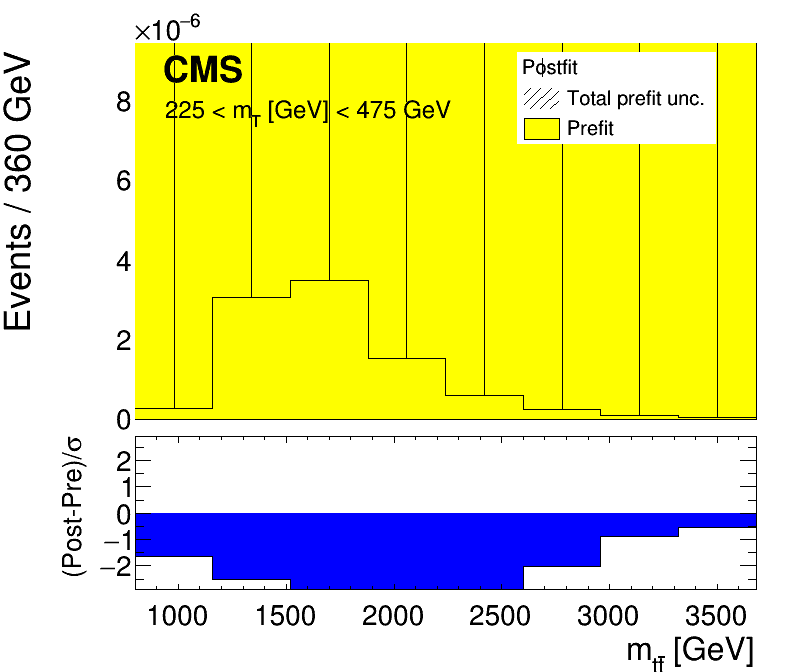 ×10⁻⁶
CMS
225 < m_T [GeV] < 475 GeV
Postfit
Total prefit unc.
Prefit
Events / 360 GeV
8
6
4
2
0
(Post-Pre)/σ
2
1
0
−1
−2
1000 1500 2000 2500 3000 3500
m_tt̄ [GeV]